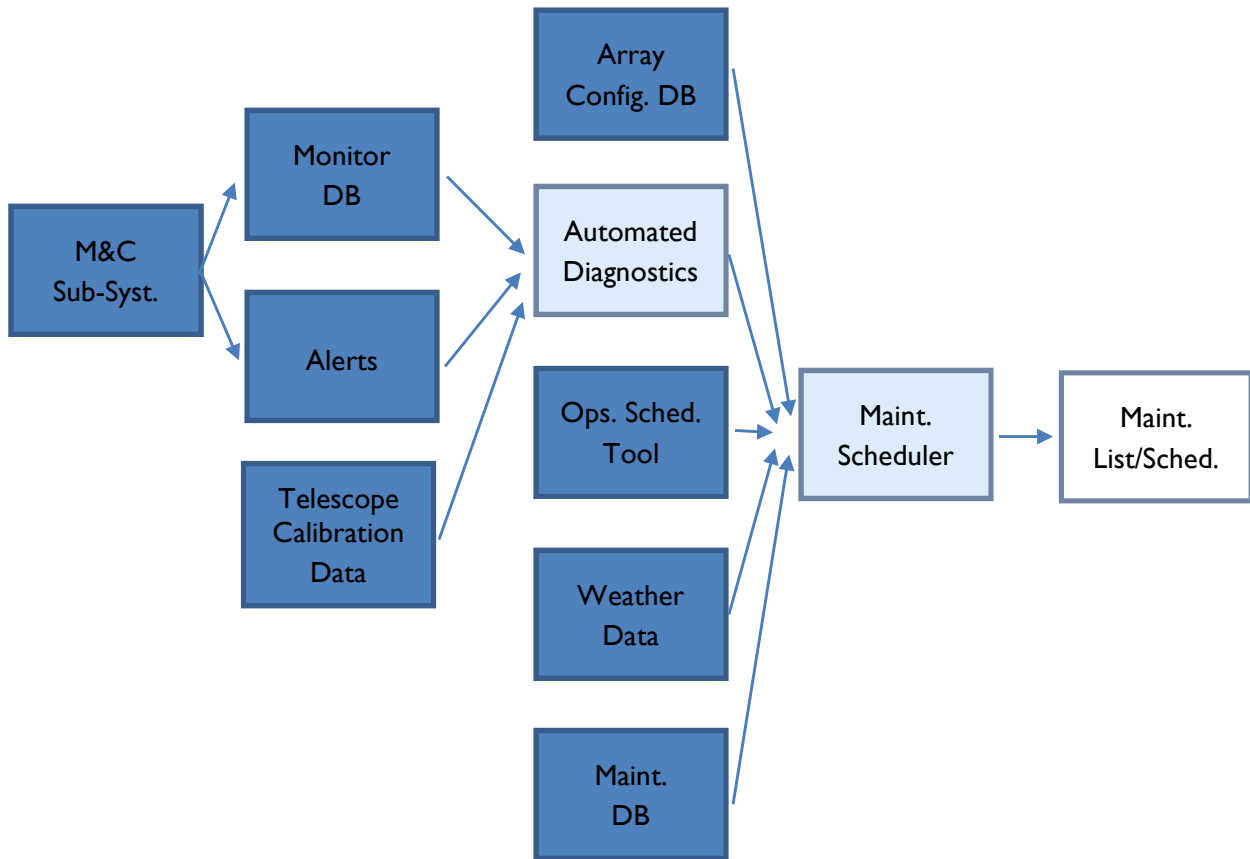 Array
Config. DB
Monitor
DB
Automated
Diagnostics
M&C
Sub-Syst.
Alerts
Ops. Sched.
Tool
Maint.
Scheduler
Maint.
List/Sched.
Telescope
Calibration
Data
Weather
Data
Maint.
DB